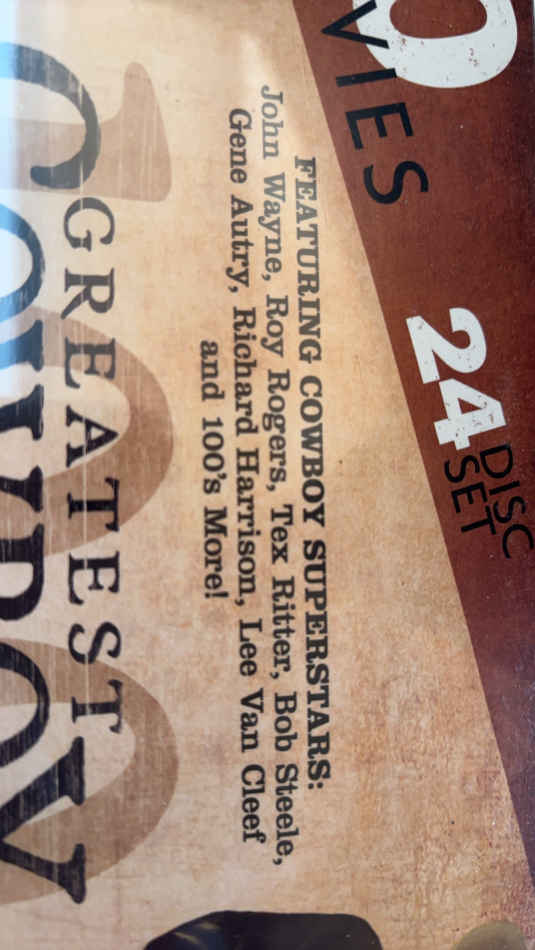 VIES
24
DISC
SET
FEATURING COWBOY SUPERSTARS:
John Wayne, Roy Rogers, Tex Ritter, Bob Steele,
Gene Autry, Richard Harrison, Lee Van Cleef
and 100's More!
GREATEST
COWBOY